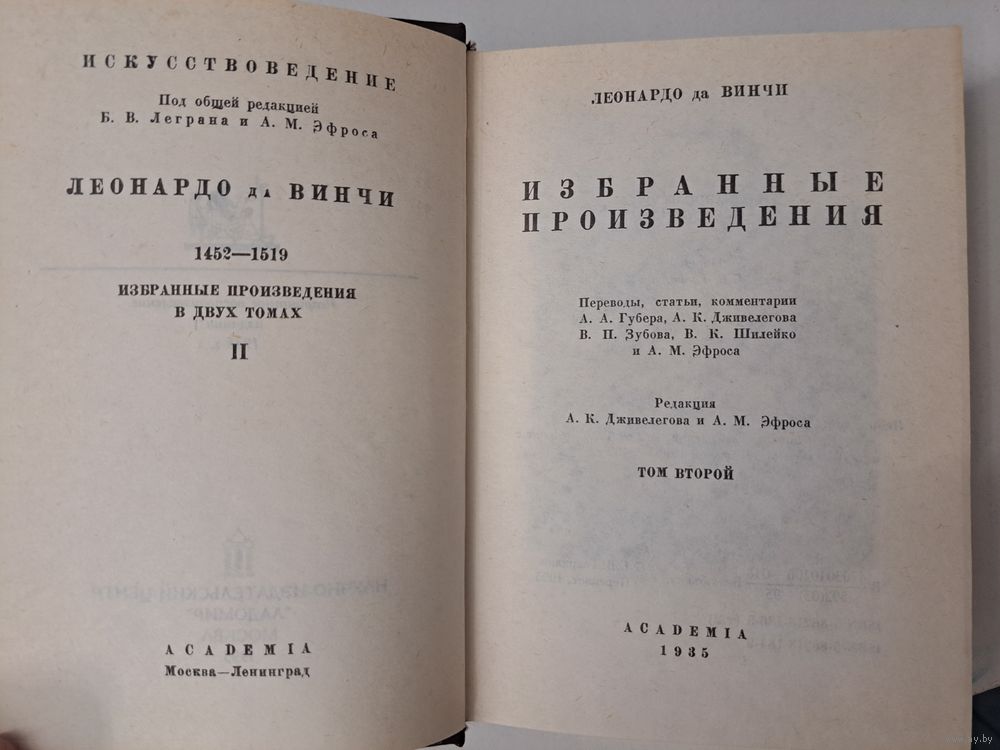 ИСКУССТВОВЕДЕНИЕ
Под общей редакцией
Б. В. Леграна и А. М. Эфроса
ЛЕОНАРДО да ВИНЧИ
1452—1519
ИЗБРАННЫЕ ПРОИЗВЕДЕНИЯ
В ДВУХ ТОМАХ
II
ACADEMIA
Москва—Ленинград
ЛЕОНАРДО да ВИНЧИ
ИЗБРАННЫЕ
ПРОИЗВЕДЕНИЯ
Переводы, статьи, комментарии
А. А. Губера, А. К. Дживелегова
В. П. Зубова, В. К. Шилейко
и А. М. Эфроса
Редакция
А. К. Дживелегова и А. М. Эфроса
ТОМ ВТОРОЙ
ACADEMIA
1935